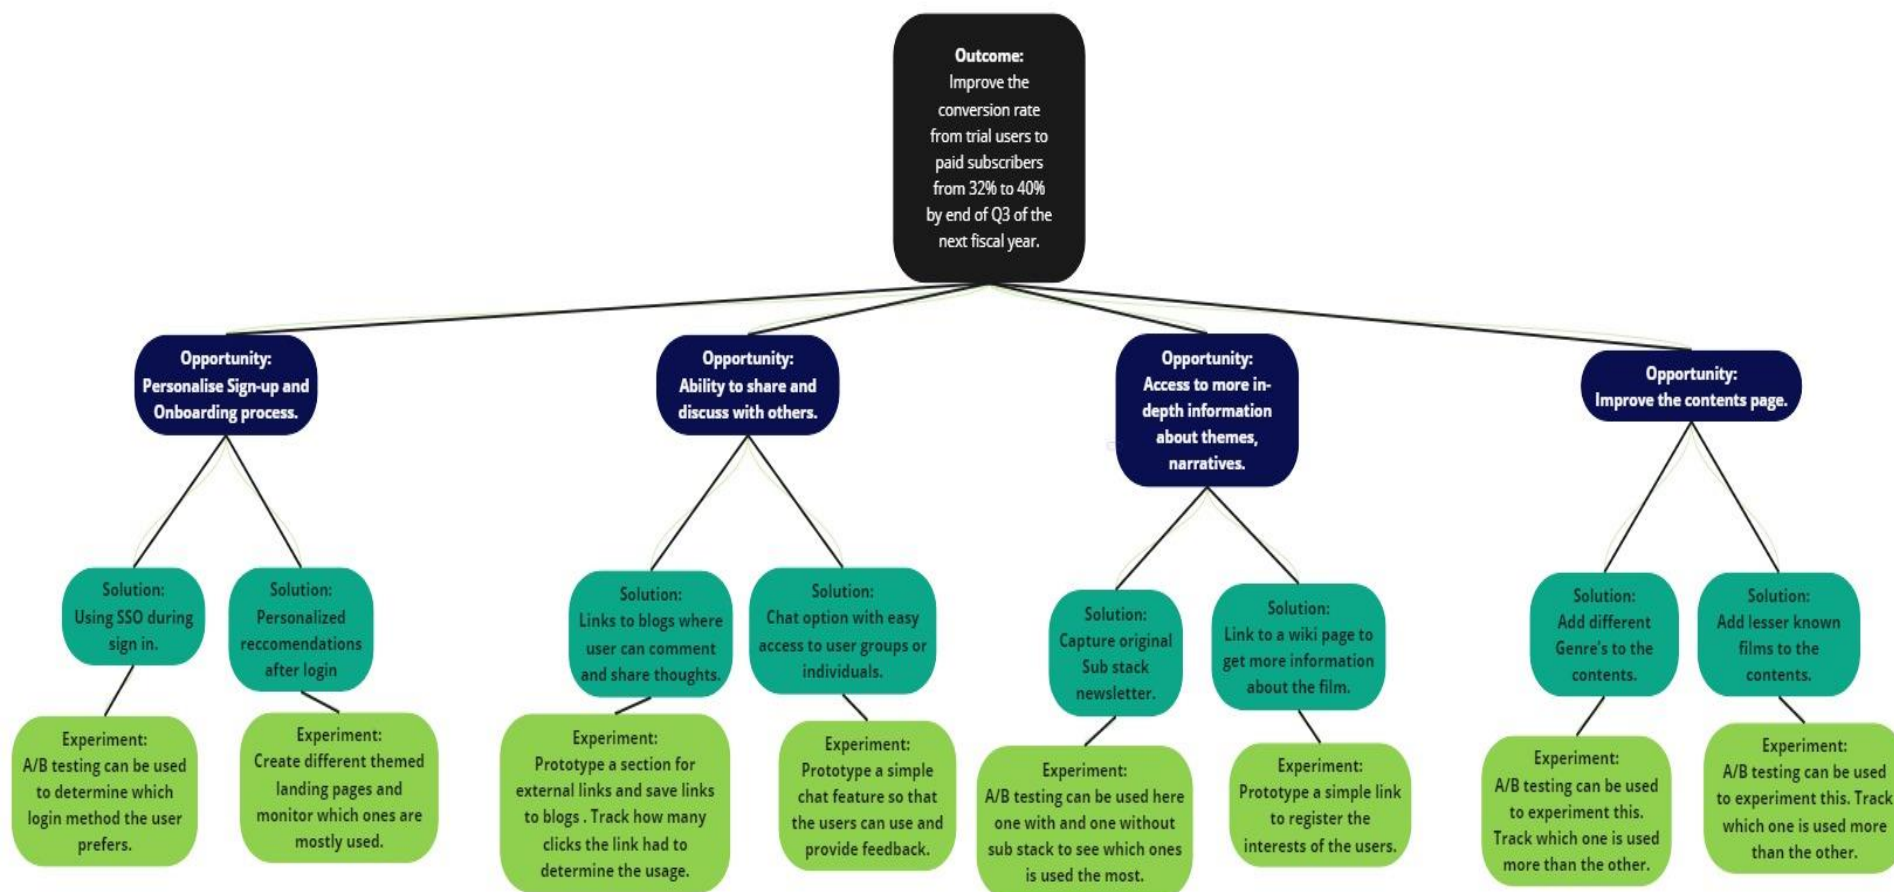 Outcome:
Improve the
conversion rate
from trial users to
paid subscribers
from 32% to 40%
by end of Q3 of the
next fiscal year.
Opportunity:
Personalise Sign-up and
Onboarding process.
Opportunity:
Ability to share and
discuss with others.
Opportunity:
Access to more in-
depth information
about themes,
narratives.
Opportunity:
Improve the contents page.
Solution:
Using SSO during
sign in.
Solution:
Personalized
reccomendations
after login
Solution:
Links to blogs where
user can comment
and share thoughts.
Solution:
Chat option with easy
access to user groups or
individuals.
Solution:
Capture original
Sub stack
newsletter.
Solution:
Link to a wiki page to
get more information
about the film.
Solution:
Add different
Genre's to the
contents.
Solution:
Add lesser known
films to the
contents.
Experiment:
A/B testing can be used
to determine which
login method the user
prefers.
Experiment:
Create different themed
landing pages and
monitor which ones are
mostly used.
Experiment:
Prototype a section for
external links and save links
to blogs . Track how many
clicks the link had to
determine the usage.
Experiment:
Prototype a simple
chat feature so that
the users can use and
provide feedback.
Experiment:
A/B testing can be used here
one with and one without
sub stack to see which ones
is used the most.
Experiment:
Prototype a simple link
to register the
interests of the users.
Experiment:
A/B testing can be used
to experiment this.
Track which one is used
more than the other.
Experiment:
A/B testing can be used
to experiment this. Track
which one is used more
than the other.